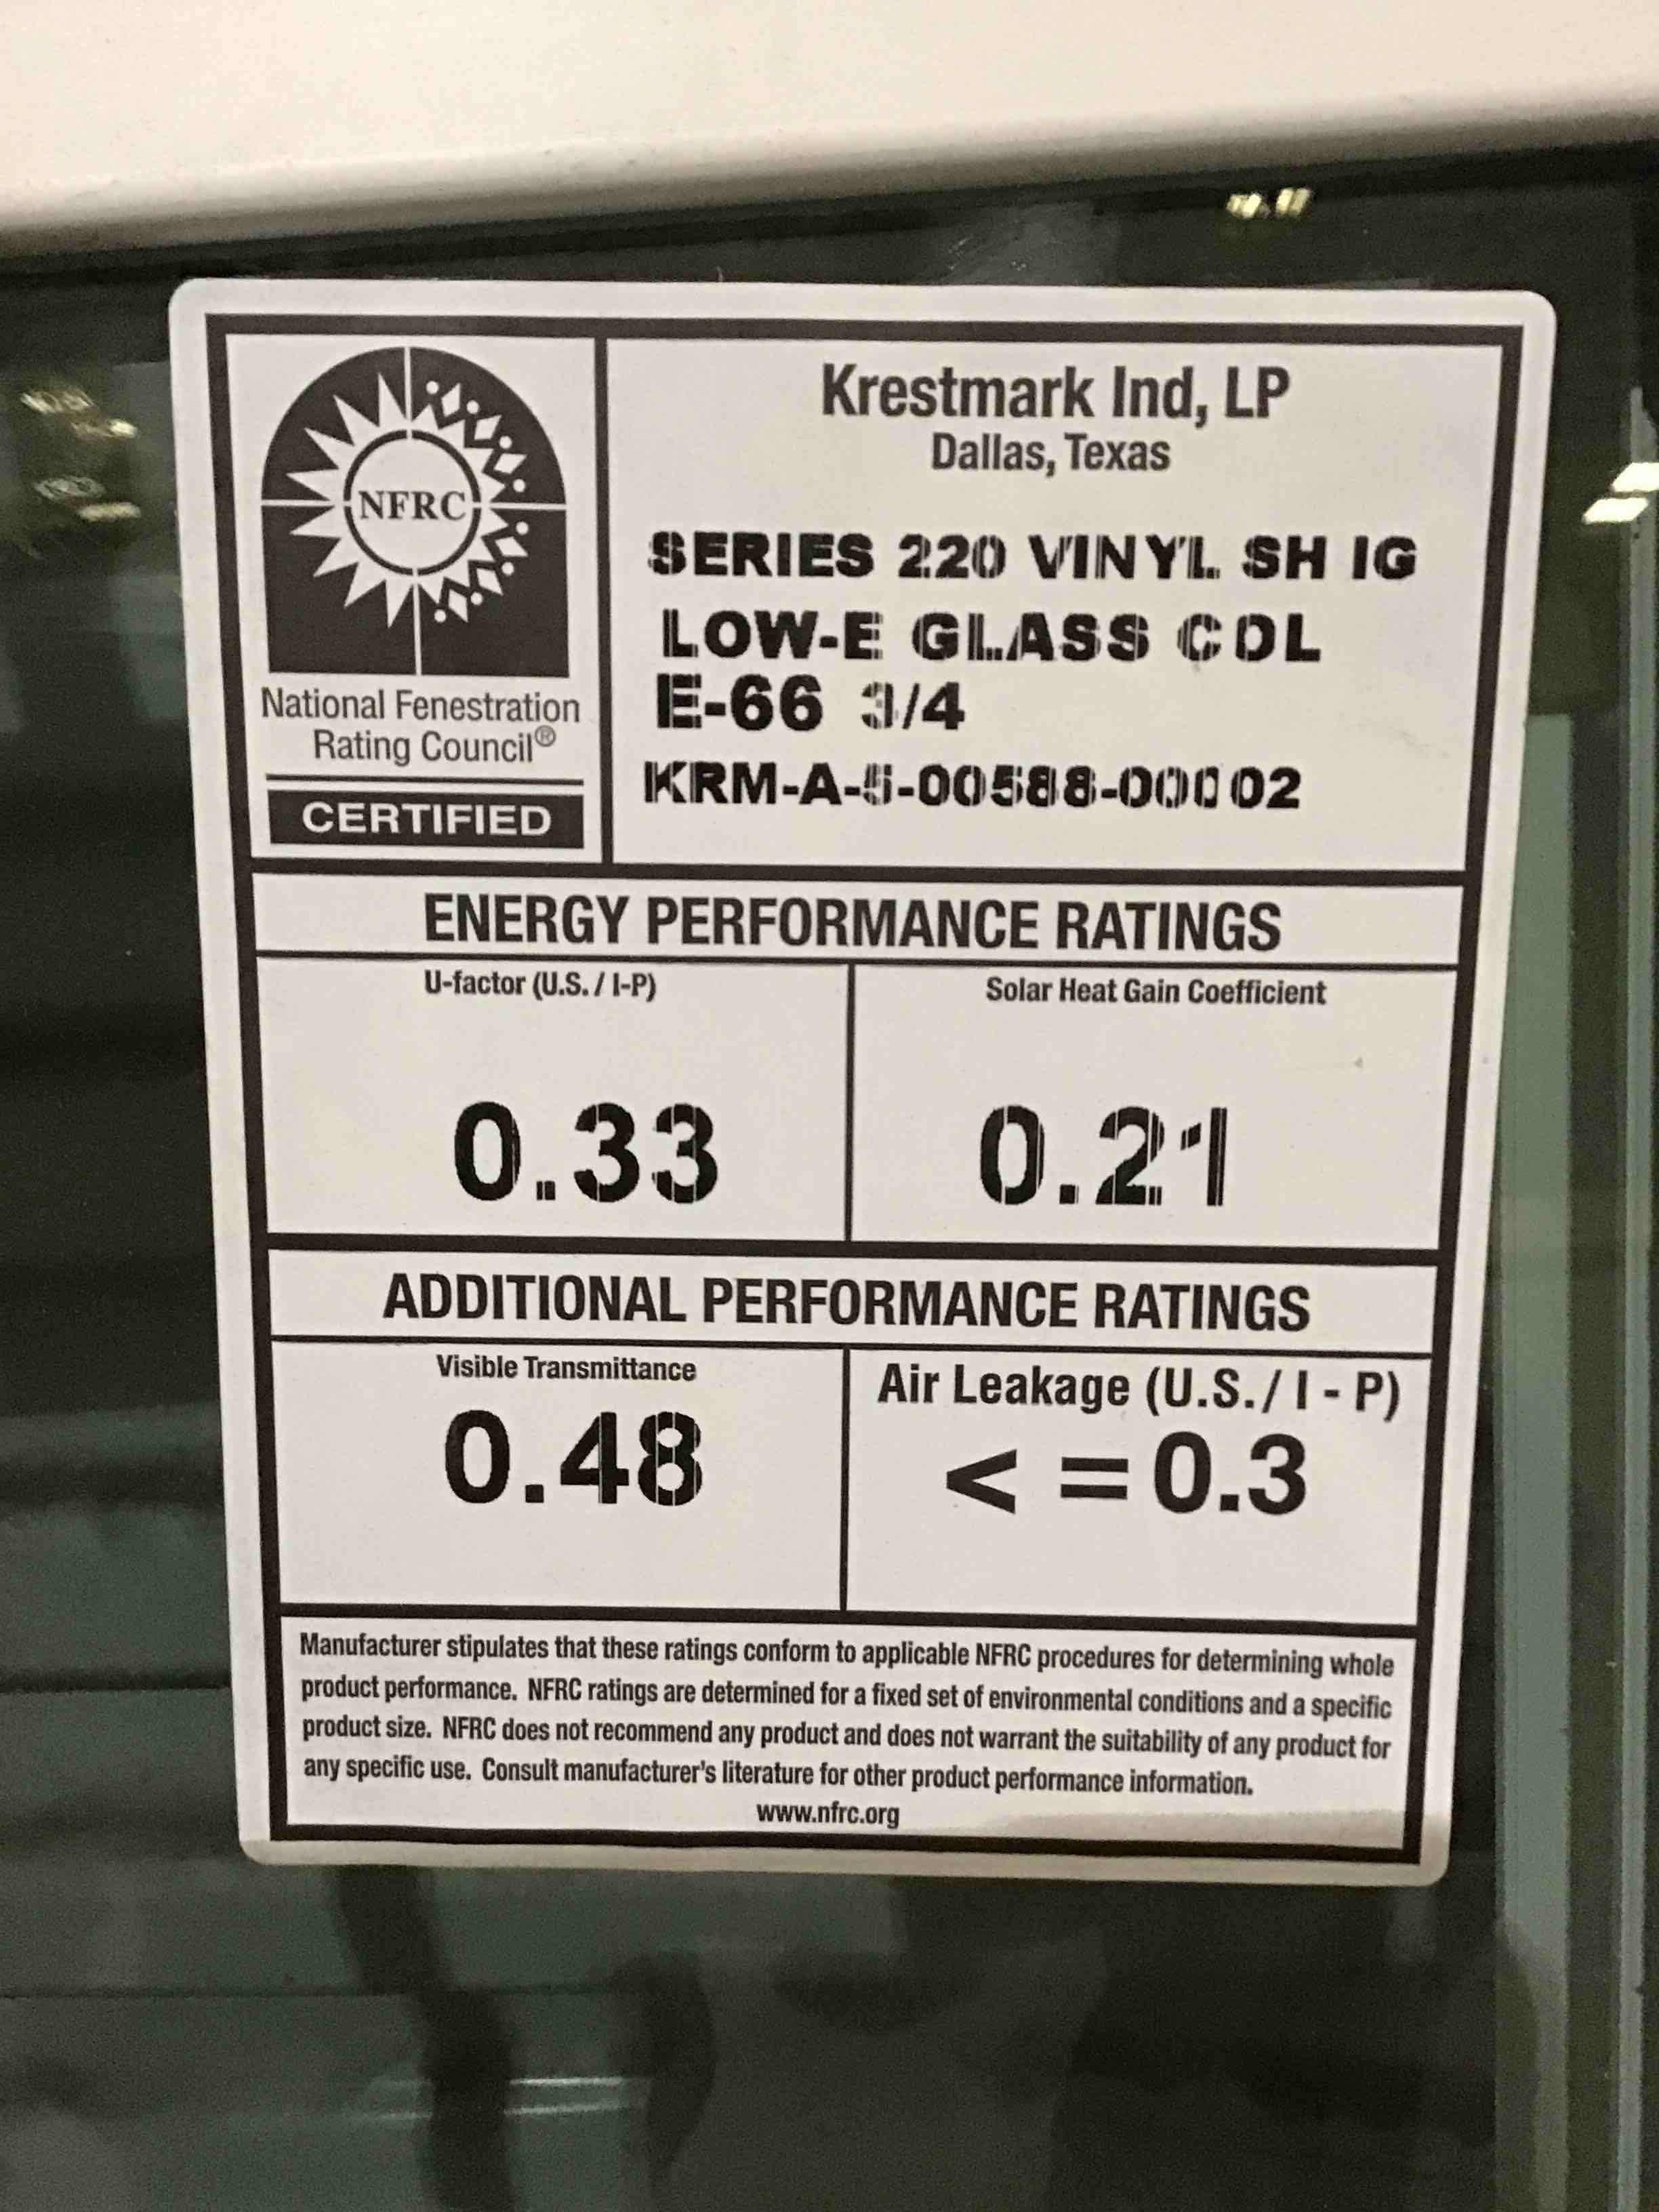 NFRC
National Fenestration
Rating Council®
CERTIFIED
Krestmark Ind, LP
Dallas, Texas
SERIES 220 VINYL SH IG
LOW-E GLASS CDL
E-66 3/4
KRM-A-5-00588-00002
ENERGY PERFORMANCE RATINGS
U-factor (U.S. / I-P)
Solar Heat Gain Coefficient
0.33
0.21
ADDITIONAL PERFORMANCE RATINGS
Visible Transmittance
Air Leakage (U.S. / I - P)
0.48
< = 0.3
Manufacturer stipulates that these ratings conform to applicable NFRC procedures for determining whole
product performance. NFRC ratings are determined for a fixed set of environmental conditions and a specific
product size. NFRC does not recommend any product and does not warrant the suitability of any product for
any specific use. Consult manufacturer's literature for other product performance information.
www.nfrc.org